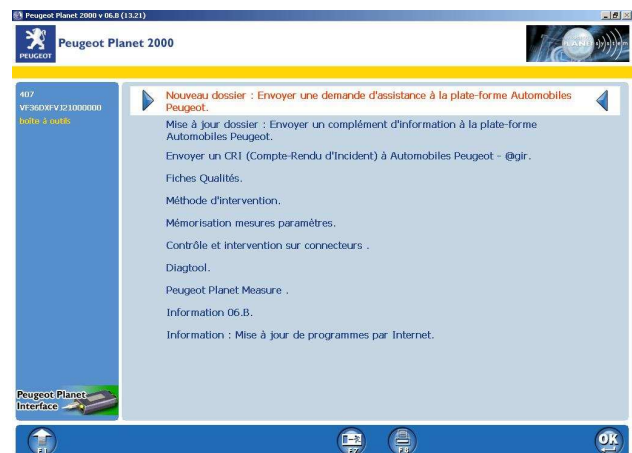 Peugeot Planet 2000 v 06.B (13.21)
PEUGEOT
Peugeot Planet 2000
PLANET system
407
VF36DXFVJ21000000
boîte à outils
Nouveau dossier : Envoyer une demande d'assistance à la plate-forme Automobiles
Peugeot.
Mise à jour dossier : Envoyer un complément d'information à la plate-forme
Automobiles Peugeot.
Envoyer un CRI (Compte-Rendu d'Incident) à Automobiles Peugeot - @gir.
Fiches Qualités.
Méthode d'intervention.
Mémorisation mesures paramètres.
Contrôle et intervention sur connecteurs .
Diagtool.
Peugeot Planet Measure .
Information 06.B.
Information : Mise à jour de programmes par Internet.
Peugeot Planet
Interface
F1
F7
F8
OK